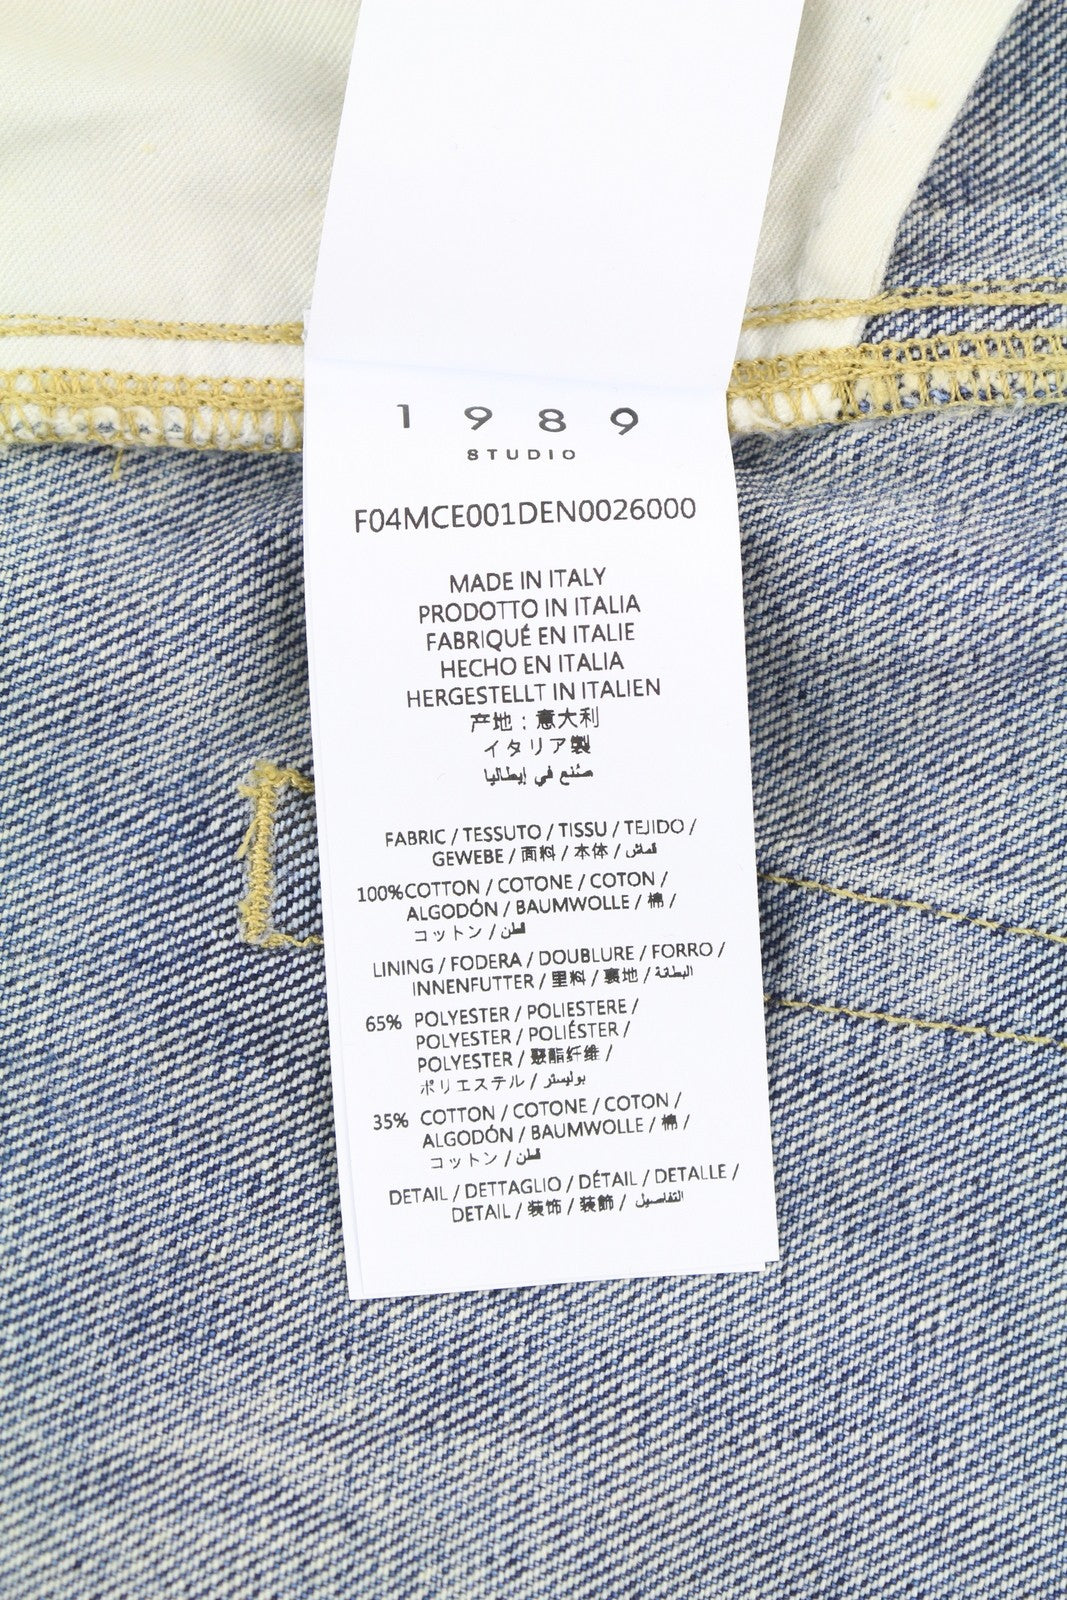 1989
STUDIO
F04MCE001DEN0026000
MADE IN ITALY
PRODOTTO IN ITALIA
FABRIQUÉ EN ITALIE
HECHO EN ITALIA
HERGESTELLT IN ITALIEN
产地：意大利
イタリア製
صُنع في إيطاليا
FABRIC / TESSUTO / TISSU / TEJIDO /
GEWEBE / 面料 / 本体 / قماش
100%COTTON / COTONE / COTON /
ALGODÓN / BAUMWOLLE / 棉 /
コットン / قطن
LINING / FODERA / DOUBLURE / FORRO /
INNENFUTTER / 里料 / 裏地 / البطانة
65% POLYESTER / POLIESTERE /
POLYESTER / POLIÉSTER /
POLYESTER / 聚酯纤维 /
ポリエステル / بوليستر
35% COTTON / COTONE / COTON /
ALGODÓN / BAUMWOLLE / 棉 /
コットン / قطن
DETAIL / DETTAGLIO / DÉTAIL / DETALLE /
DETAIL / 装饰 / 装飾 / التفاصيل